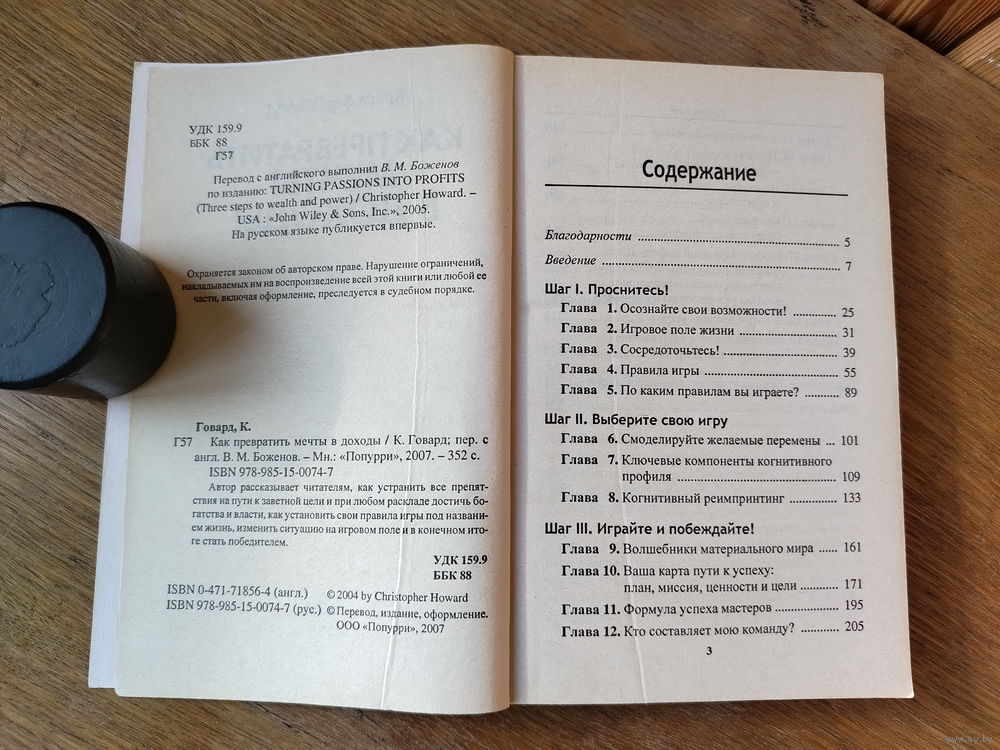 УДК 159.9
ББК 88
Г57
Перевод с английского выполнил В. М. Боженов
по изданию: TURNING PASSIONS INTO PROFITS
(Three steps to wealth and power) / Christopher Howard. –
USA : «John Wiley & Sons, Inc.», 2005.
На русском языке публикуется впервые.
Охраняется законом об авторском праве. Нарушение ограничений,
накладываемых им на воспроизведение всей этой книги или любой ее
части, включая оформление, преследуется в судебном порядке.
Говард, К.
Г57 Как превратить мечты в доходы / К. Говард; пер. с
англ. В. М. Боженов. – Мн.: «Попурри», 2007. – 352 с.
ISBN 978-985-15-0074-7
Автор рассказывает читателям, как устранить все препят-
ствия на пути к заветной цели и при любом раскладе достичь бо-
гатства и власти, как установить свои правила игры под названи-
ем жизнь, изменить ситуацию на игровом поле и в конечном ито-
ге стать победителем.
УДК 159.9
ББК 88
ISBN 0-471-71856-4 (англ.) © 2004 by Christopher Howard
ISBN 978-985-15-0074-7 (рус.) © Перевод, издание, оформление.
ООО «Попурри», 2007
Содержание
Благодарности ........ 5
Введение ........ 7
Шаг I. Проснитесь!
Глава 1. Осознайте свои возможности! ........ 25
Глава 2. Игровое поле жизни ........ 31
Глава 3. Сосредоточьтесь! ........ 39
Глава 4. Правила игры ........ 55
Глава 5. По каким правилам вы играете? ........ 89
Шаг II. Выберите свою игру
Глава 6. Смоделируйте желаемые перемены ... 101
Глава 7. Ключевые компоненты когнитивного
профиля ........ 109
Глава 8. Когнитивный реимпринтинг ........ 133
Шаг III. Играйте и побеждайте!
Глава 9. Волшебники материального мира ...... 161
Глава 10. Ваша карта пути к успеху:
план, миссия, ценности и цели ........ 171
Глава 11. Формула успеха мастеров ........ 195
Глава 12. Кто составляет мою команду? ........ 205
3
www.ay.by